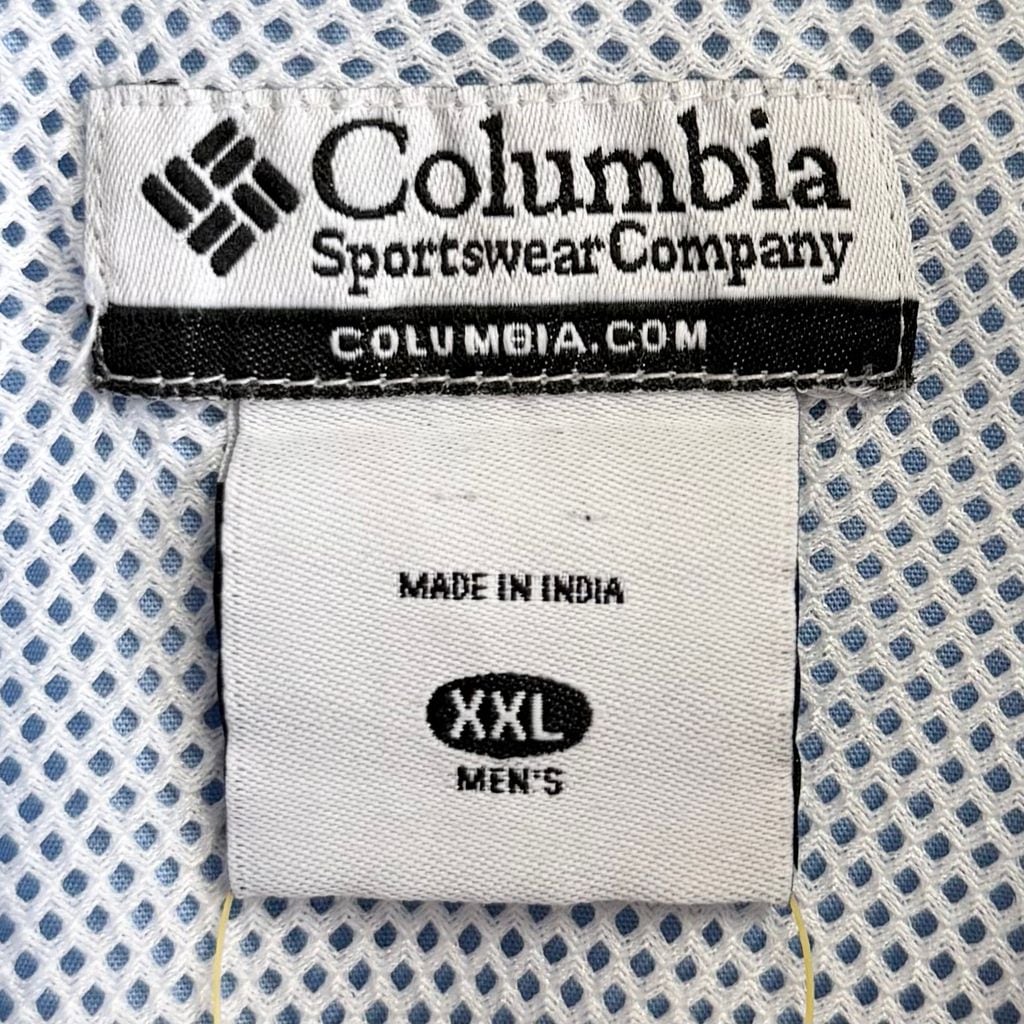 Columbia
Sportswear Company
COLUMBIA.COM
MADE IN INDIA
XXL
MEN'S